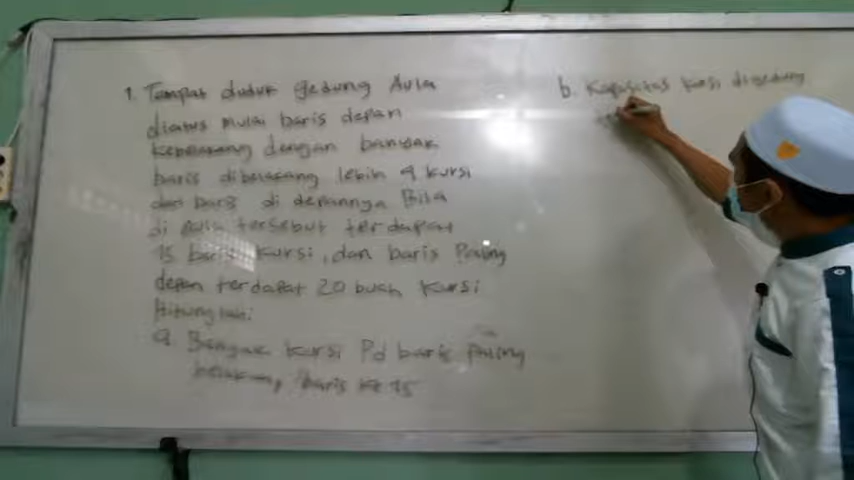 1. Tempat duduk gedung Aula
diatur mulai baris depan
kebelakang dengan banyak
baris dibelakang lebih 4 kursi
dari baris di depannya Bila
di Aula tersebut terdapat
15 baris kursi, dan baris Paling
depan terdapat 20 buah kursi
Hitunglah:
a. Banyak kursi Pd baris Paling
belakang, baris ke 15
b. Kapasitas kursi digedung